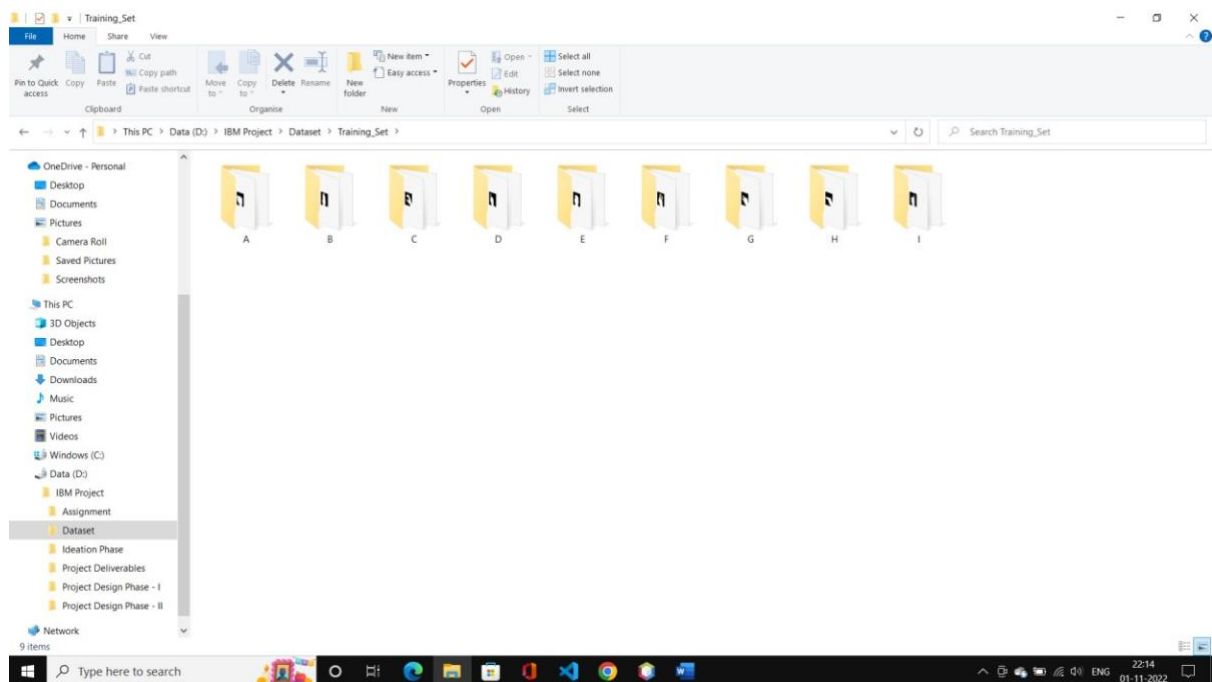 Training_Set
File Home Share View
Pin to Quick access
Copy
Paste
Cut
Copy path
Paste shortcut
Move to
Copy to
Delete
Rename
New folder
New item
Easy access
Properties
Open
Edit
History
Select all
Select none
Invert selection
Clipboard Organise New Open Select
This PC > Data (D:) > IBM Project > Dataset > Training_Set >
Search Training_Set
OneDrive - Personal
Desktop
Documents
Pictures
Camera Roll
Saved Pictures
Screenshots
This PC
3D Objects
Desktop
Documents
Downloads
Music
Pictures
Videos
Windows (C:)
Data (D:)
IBM Project
Assignment
Dataset
Ideation Phase
Project Deliverables
Project Design Phase - I
Project Design Phase - II
Network
A B C D E F G H I
9 items
Type here to search
ENG
22:14
01-11-2022